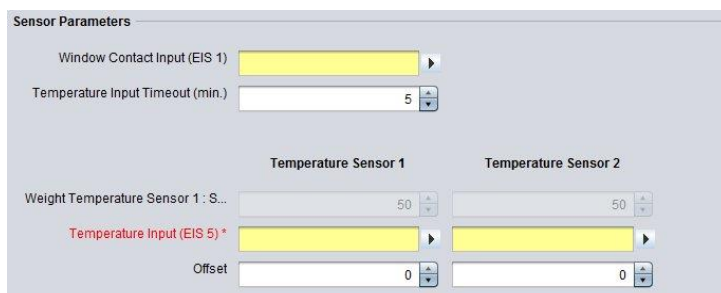 Sensor Parameters
Window Contact Input (EIS 1)
Temperature Input Timeout (min.) 5
Temperature Sensor 1 Temperature Sensor 2
Weight Temperature Sensor 1 : S... 50 50
Temperature Input (EIS 5) *
Offset 0 0